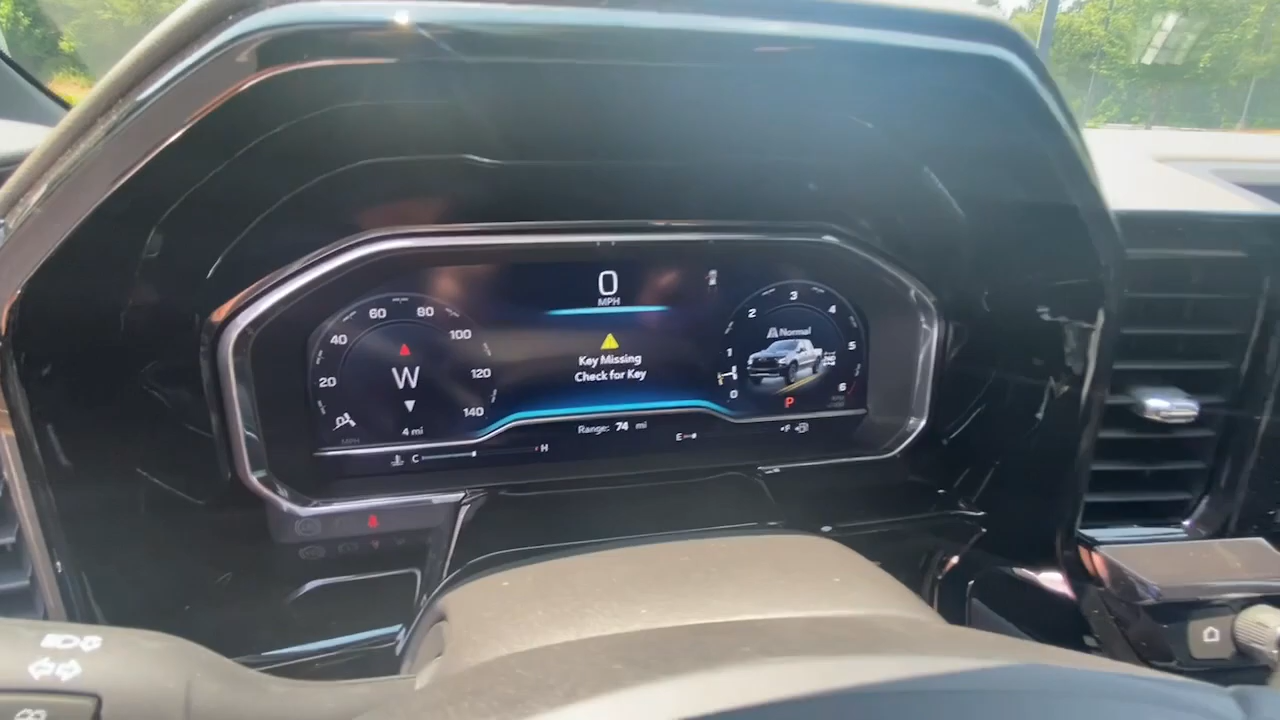 0
MPH
60 80
40 100
20 120
140
MPH
W
4 mi
Key Missing
Check for Key
Range: 74 mi
C H
E F
3
2 4
1 5
0 6
Normal
P